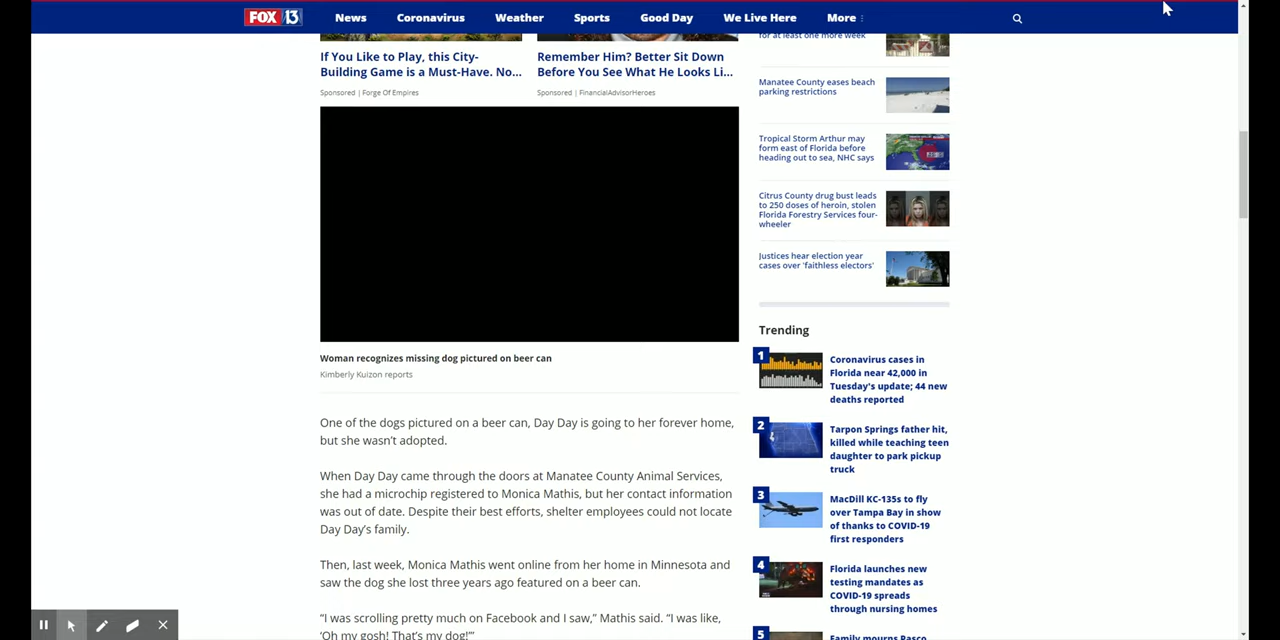 FOX 13
News
Coronavirus
Weather
Sports
Good Day
We Live Here
More
If You Like to Play, this City-
Building Game is a Must-Have. No...
Sponsored | Forge Of Empires
Remember Him? Better Sit Down
Before You See What He Looks Li...
Sponsored | FinancialAdvisorHeroes
Woman recognizes missing dog pictured on beer can
Kimberly Kuizon reports
One of the dogs pictured on a beer can, Day Day is going to her forever home,
but she wasn't adopted.
When Day Day came through the doors at Manatee County Animal Services,
she had a microchip registered to Monica Mathis, but her contact information
was out of date. Despite their best efforts, shelter employees could not locate
Day Day's family.
Then, last week, Monica Mathis went online from her home in Minnesota and
saw the dog she lost three years ago featured on a beer can.
“I was scrolling pretty much on Facebook and I saw,” Mathis said. “I was like,
‘Oh my gosh! That's my dog!’”
for at least one more week
Manatee County eases beach
parking restrictions
Tropical Storm Arthur may
form east of Florida before
heading out to sea, NHC says
Citrus County drug bust leads
to 250 doses of heroin, stolen
Florida Forestry Services four-
wheeler
Justices hear election year
cases over 'faithless electors'
Trending
1
Coronavirus cases in
Florida near 42,000 in
Tuesday's update; 44 new
deaths reported
2
Tarpon Springs father hit,
killed while teaching teen
daughter to park pickup
truck
3
MacDill KC-135s to fly
over Tampa Bay in show
of thanks to COVID-19
first responders
4
Florida launches new
testing mandates as
COVID-19 spreads
through nursing homes
5
Family mourns Pasco